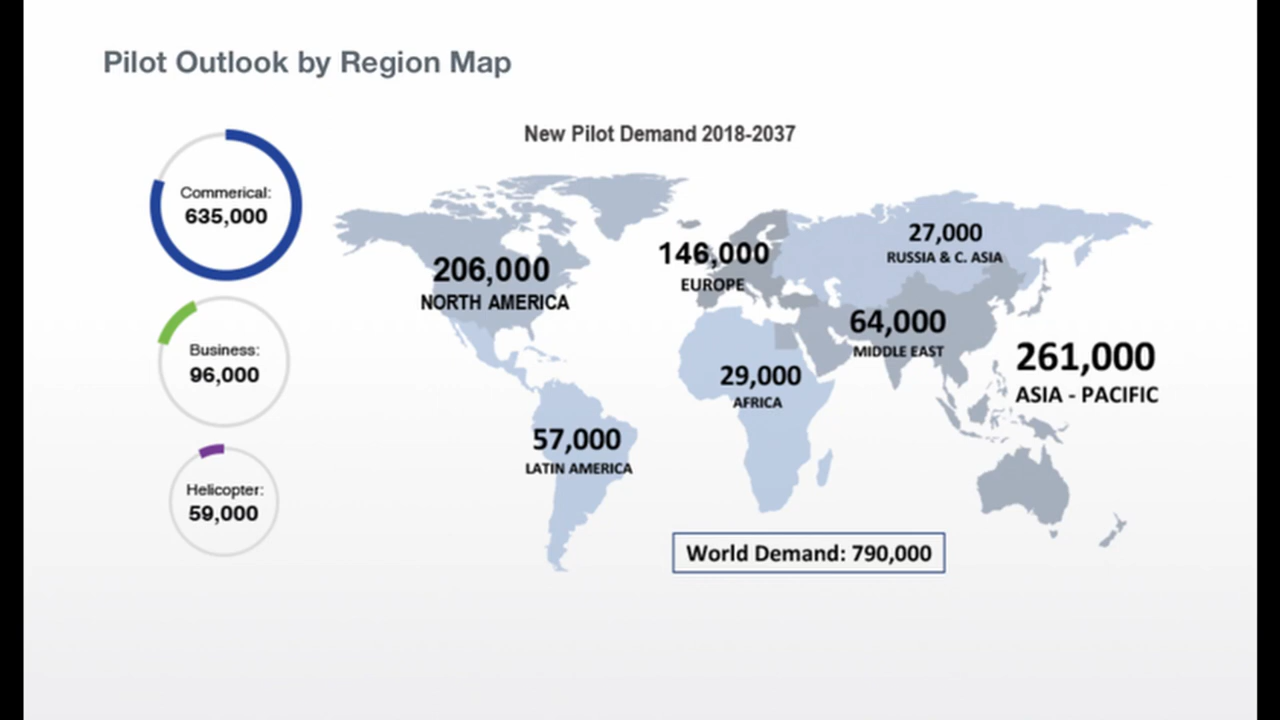 Pilot Outlook by Region Map
New Pilot Demand 2018-2037
Commerical:
635,000
Business:
96,000
Helicopter:
59,000
206,000
NORTH AMERICA
146,000
EUROPE
27,000
RUSSIA & C. ASIA
64,000
MIDDLE EAST
261,000
ASIA - PACIFIC
29,000
AFRICA
57,000
LATIN AMERICA
World Demand: 790,000